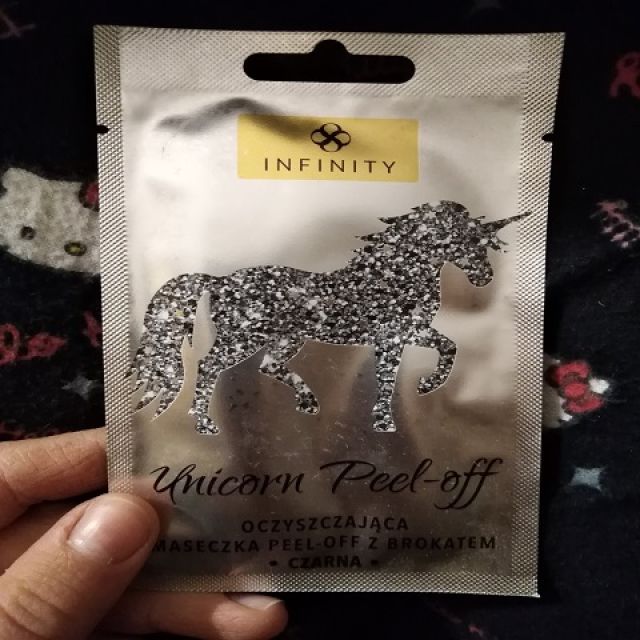 INFINITY
Unicorn Peel-off
OCZYSZCZAJĄCA
MASECZKA PEEL-OFF Z BROKATEM
• CZARNA •